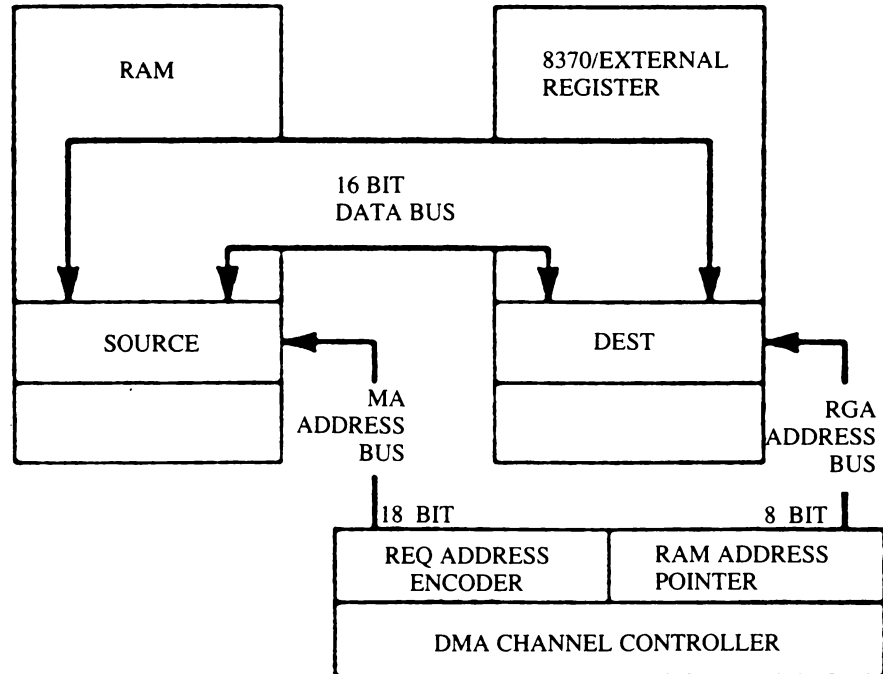 RAM
8370/EXTERNAL
REGISTER
16 BIT
DATA BUS
SOURCE
DEST
MA
ADDRESS
BUS
RGA
ADDRESS
BUS
18 BIT
8 BIT
REQ ADDRESS
ENCODER
RAM ADDRESS
POINTER
DMA CHANNEL CONTROLLER